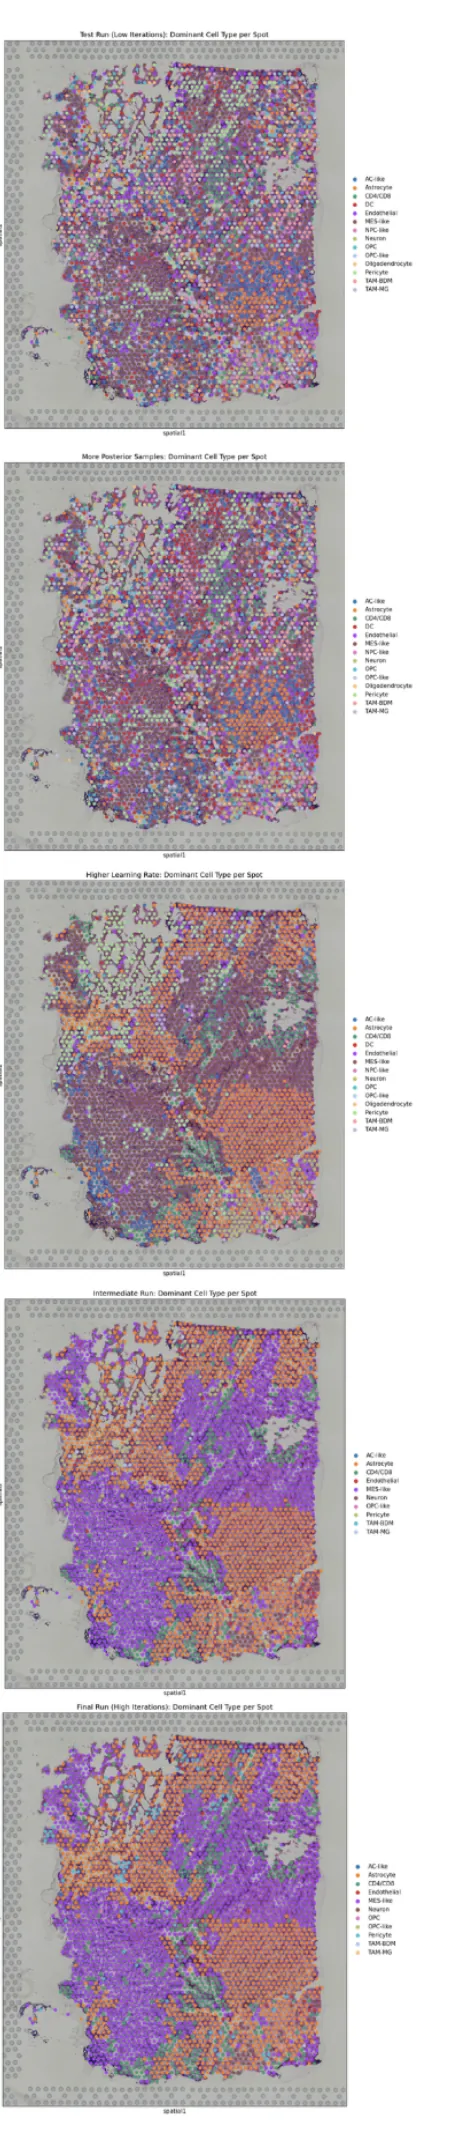 Test Run (Low Iterations): Dominant Cell Type per Spot
AC-like
Astrocyte
CD4/CD8
DC
Endothelial
MES-like
NPC-like
Neuron
OPC
OPC-like
Oligodendrocyte
Pericyte
TAM-BDM
TAM-MG
spatial1
More Posterior Samples: Dominant Cell Type per Spot
AC-like
Astrocyte
CD4/CD8
DC
Endothelial
MES-like
NPC-like
Neuron
OPC
OPC-like
Oligodendrocyte
Pericyte
TAM-BDM
TAM-MG
spatial1
Higher Learning Rate: Dominant Cell Type per Spot
AC-like
Astrocyte
CD4/CD8
DC
Endothelial
MES-like
NPC-like
Neuron
OPC
OPC-like
Oligodendrocyte
Pericyte
TAM-BDM
TAM-MG
spatial1
Intermediate Run: Dominant Cell Type per Spot
AC-like
Astrocyte
CD4/CD8
Endothelial
MES-like
Neuron
OPC-like
Pericyte
TAM-BDM
TAM-MG
spatial1
Final Run (High Iterations): Dominant Cell Type per Spot
AC-like
Astrocyte
CD4/CD8
Endothelial
MES-like
Neuron
OPC
OPC-like
Pericyte
TAM-BDM
TAM-MG
spatial1